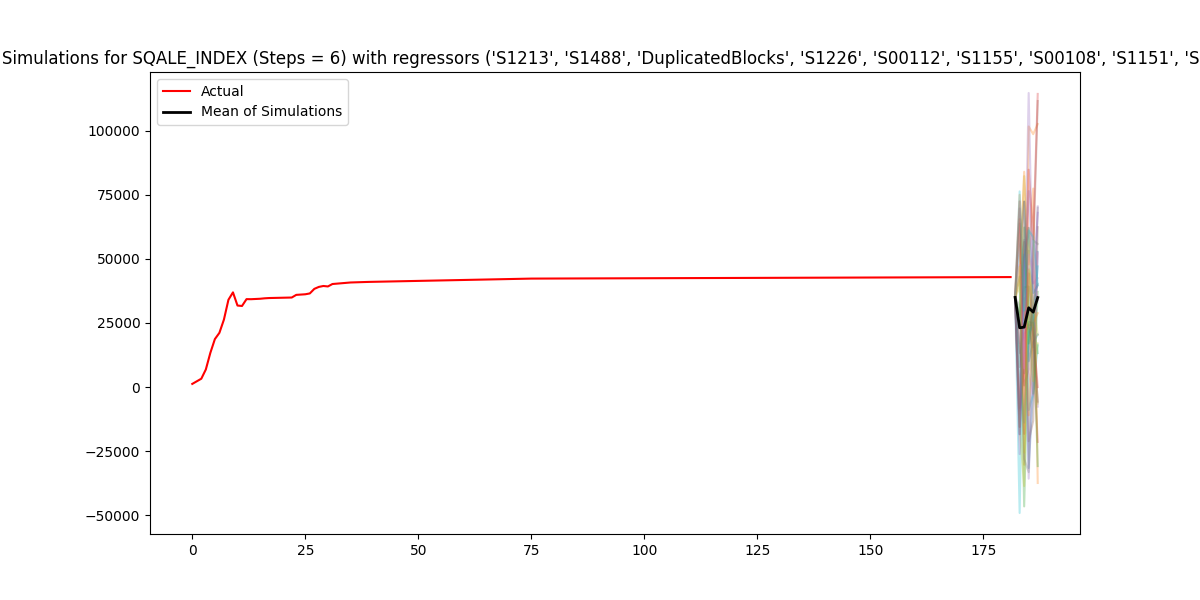 Simulations for SQALE_INDEX (Steps = 6) with regressors ('S1213', 'S1488', 'DuplicatedBlocks', 'S1226', 'S00112', 'S1155', 'S00108', 'S1151', 'S
Actual
Mean of Simulations
100000
75000
50000
25000
0
−25000
−50000
0 25 50 75 100 125 150 175